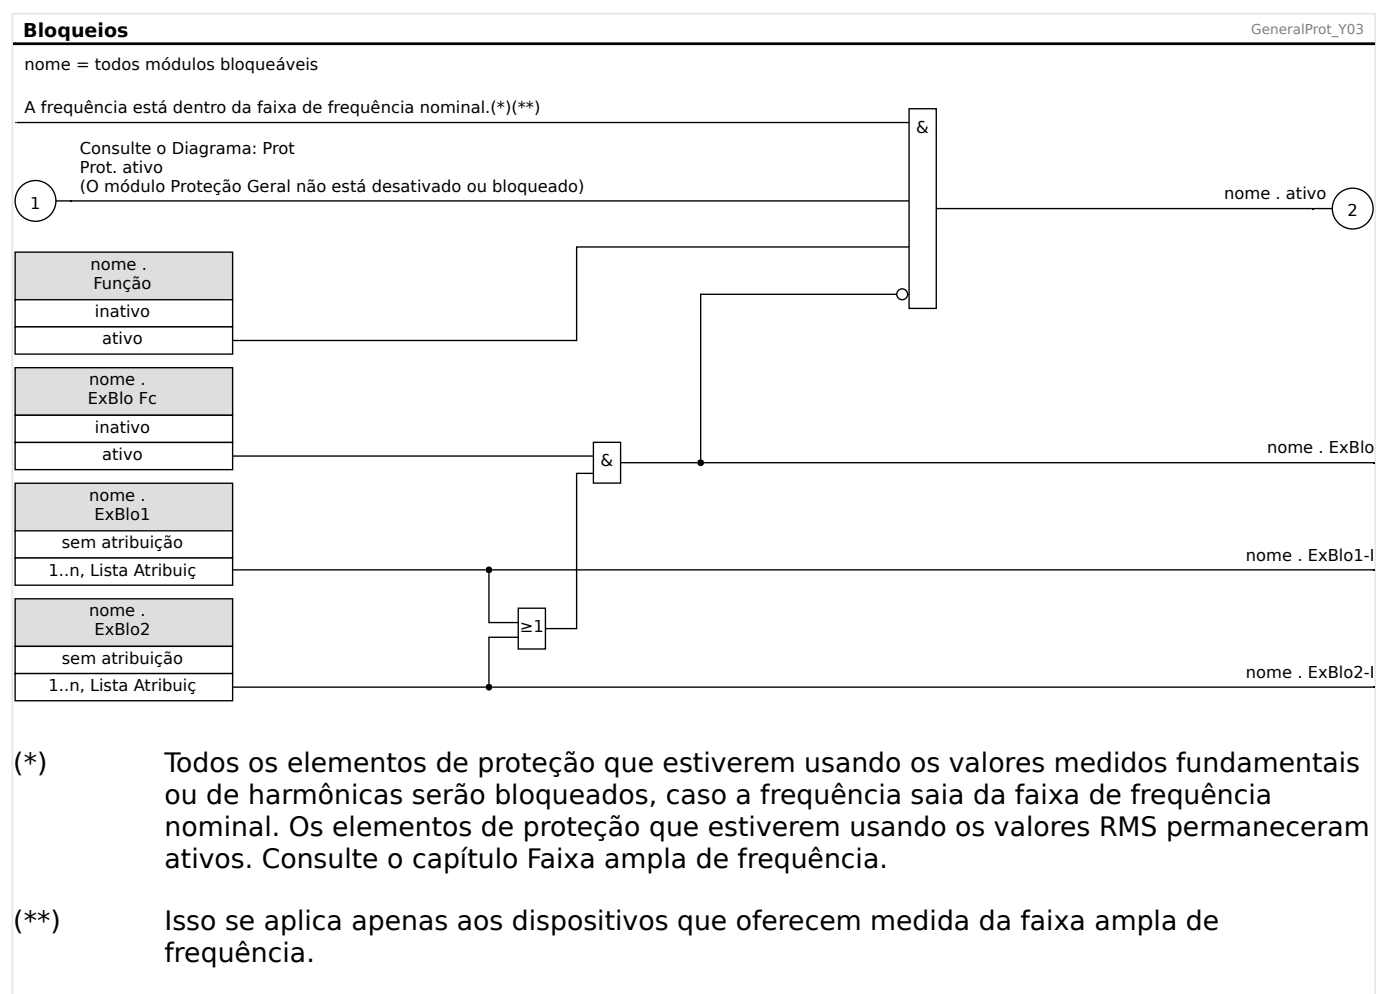 Bloqueios
GeneralProt_Y03
nome = todos módulos bloqueáveis
A frequência está dentro da faixa de frequência nominal.(*)(**)
&
Consulte o Diagrama: Prot
Prot. ativo
(O módulo Proteção Geral não está desativado ou bloqueado)
1
nome . ativo
2
nome .
Função
inativo
ativo
nome .
ExBlo Fc
inativo
ativo
&
nome . ExBlo
nome .
ExBlo1
sem atribuição
1..n, Lista Atribuiç
nome . ExBlo1-I
nome .
ExBlo2
≥1
sem atribuição
1..n, Lista Atribuiç
nome . ExBlo2-I
(*) Todos os elementos de proteção que estiverem usando os valores medidos fundamentais
ou de harmônicas serão bloqueados, caso a frequência saia da faixa de frequência
nominal. Os elementos de proteção que estiverem usando os valores RMS permaneceram
ativos. Consulte o capítulo Faixa ampla de frequência.
(**) Isso se aplica apenas aos dispositivos que oferecem medida da faixa ampla de
frequência.